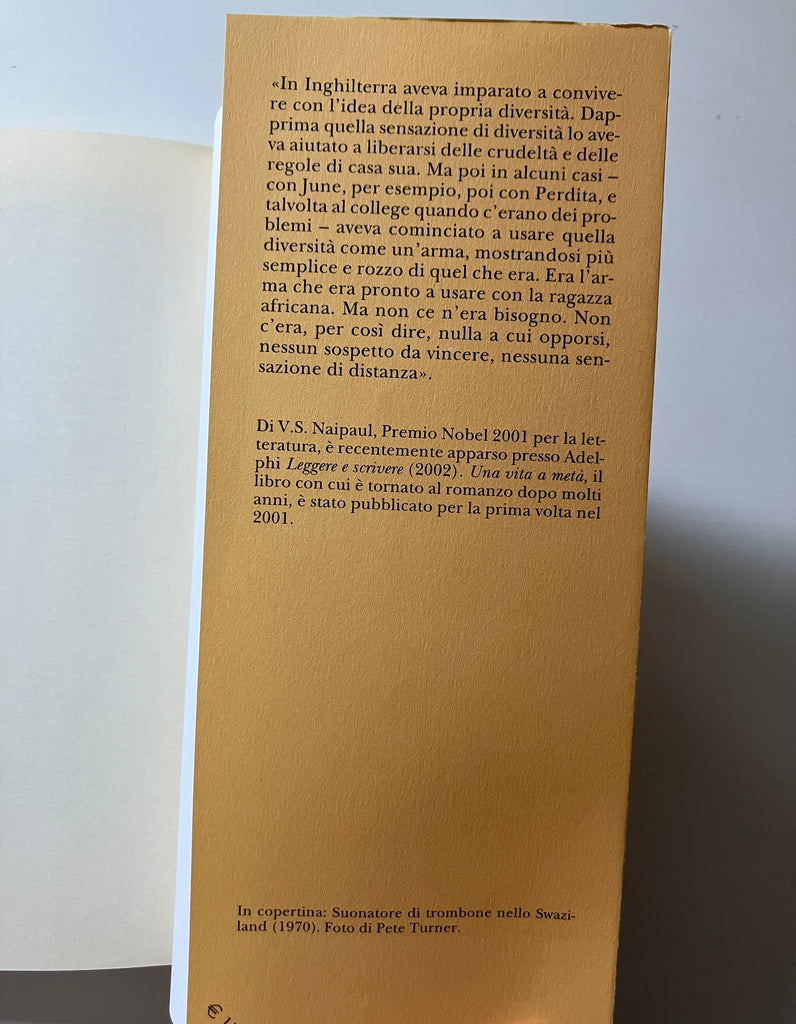 «In Inghilterra aveva imparato a convive-
re con l'idea della propria diversità. Dap-
prima quella sensazione di diversità lo ave-
va aiutato a liberarsi delle crudeltà e delle
regole di casa sua. Ma poi in alcuni casi –
con June, per esempio, poi con Perdita, e
talvolta al college quando c'erano dei pro-
blemi – aveva cominciato a usare quella
diversità come un'arma, mostrandosi più
semplice e rozzo di quel che era. Era l'ar-
ma che era pronto a usare con la ragazza
africana. Ma non ce n'era bisogno. Non
c'era, per così dire, nulla a cui opporsi,
nessun sospetto da vincere, nessuna sen-
sazione di distanza».
Di V.S. Naipaul, Premio Nobel 2001 per la let-
teratura, è recentemente apparso presso Adel-
phi Leggere e scrivere (2002). Una vita a metà, il
libro con cui è tornato al romanzo dopo molti
anni, è stato pubblicato per la prima volta nel
2001.
In copertina: Suonatore di trombone nello Swazi-
land (1970). Foto di Pete Turner.
€